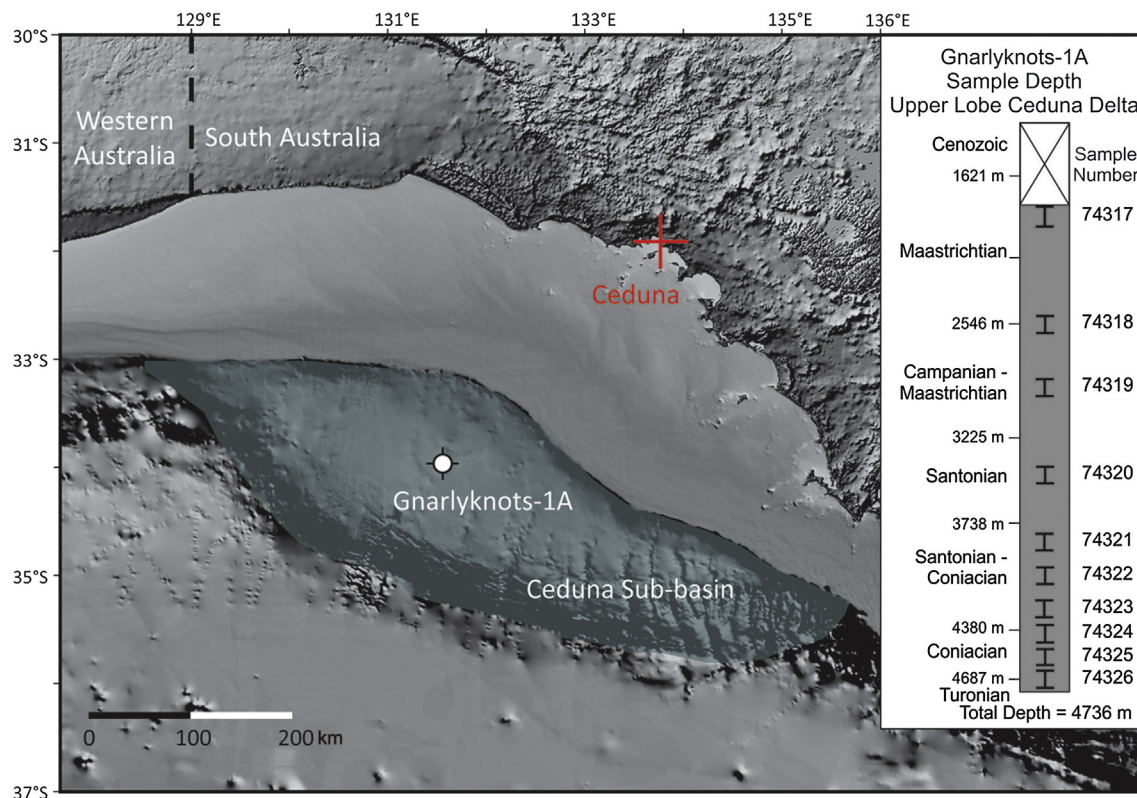 129°E
131°E
133°E
135°E
136°E
30°S
31°S
33°S
35°S
37°S
Western
Australia
South Australia
Ceduna
Gnarlyknots-1A
Ceduna Sub-basin
0 100 200 km
Gnarlyknots-1A
Sample Depth
Upper Lobe Ceduna Delta
Cenozoic
1621 m
Sample
Number
74317
Maastrichtian
2546 m
74318
Campanian -
Maastrichtian
74319
3225 m
Santonian
74320
3738 m
74321
Santonian -
Coniacian
74322
74323
4380 m
74324
Coniacian
74325
4687 m
74326
Turonian
Total Depth = 4736 m